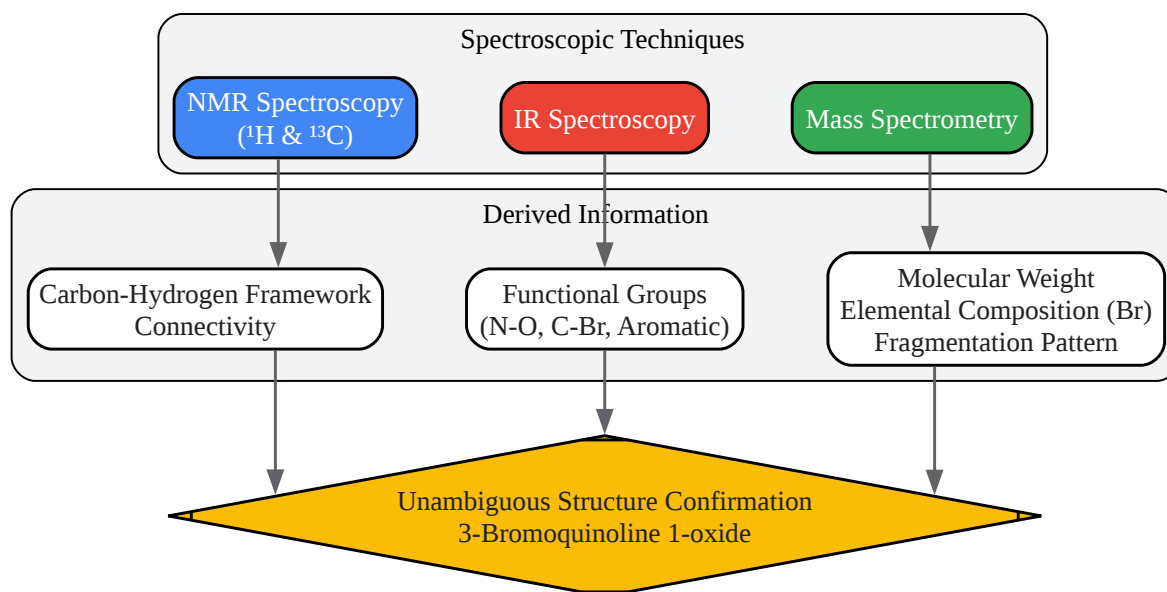 Spectroscopic Techniques
NMR Spectroscopy
(¹H & ¹³C)
IR Spectroscopy
Mass Spectrometry
Derived Information
Carbon-Hydrogen Framework
Connectivity
Functional Groups
(N-O, C-Br, Aromatic)
Molecular Weight
Elemental Composition (Br)
Fragmentation Pattern
Unambiguous Structure Confirmation
3-Bromoquinoline 1-oxide